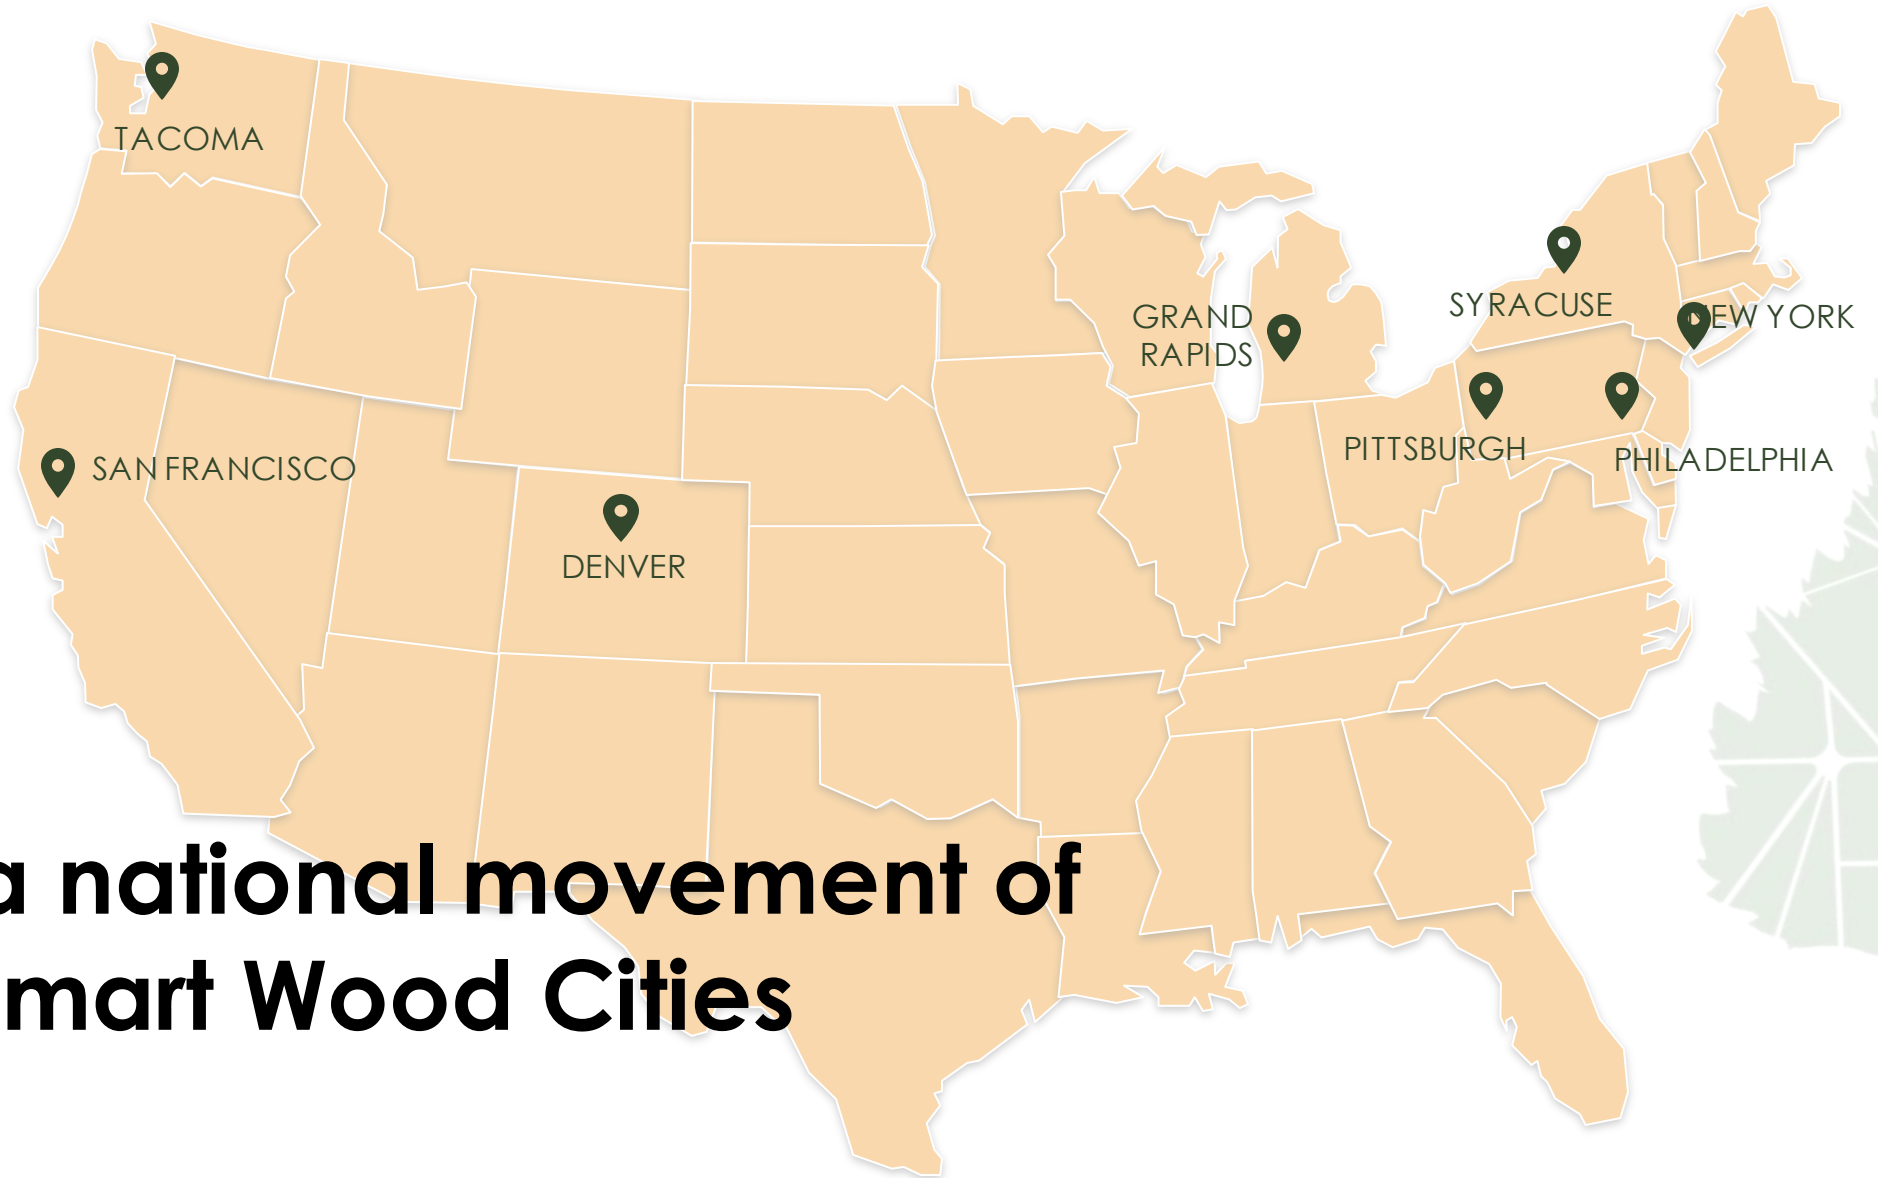 TACOMA
GRAND
RAPIDS
SYRACUSE
NEW YORK
PITTSBURGH
PHILADELPHIA
SAN FRANCISCO
DENVER
a national movement of
mart Wood Cities